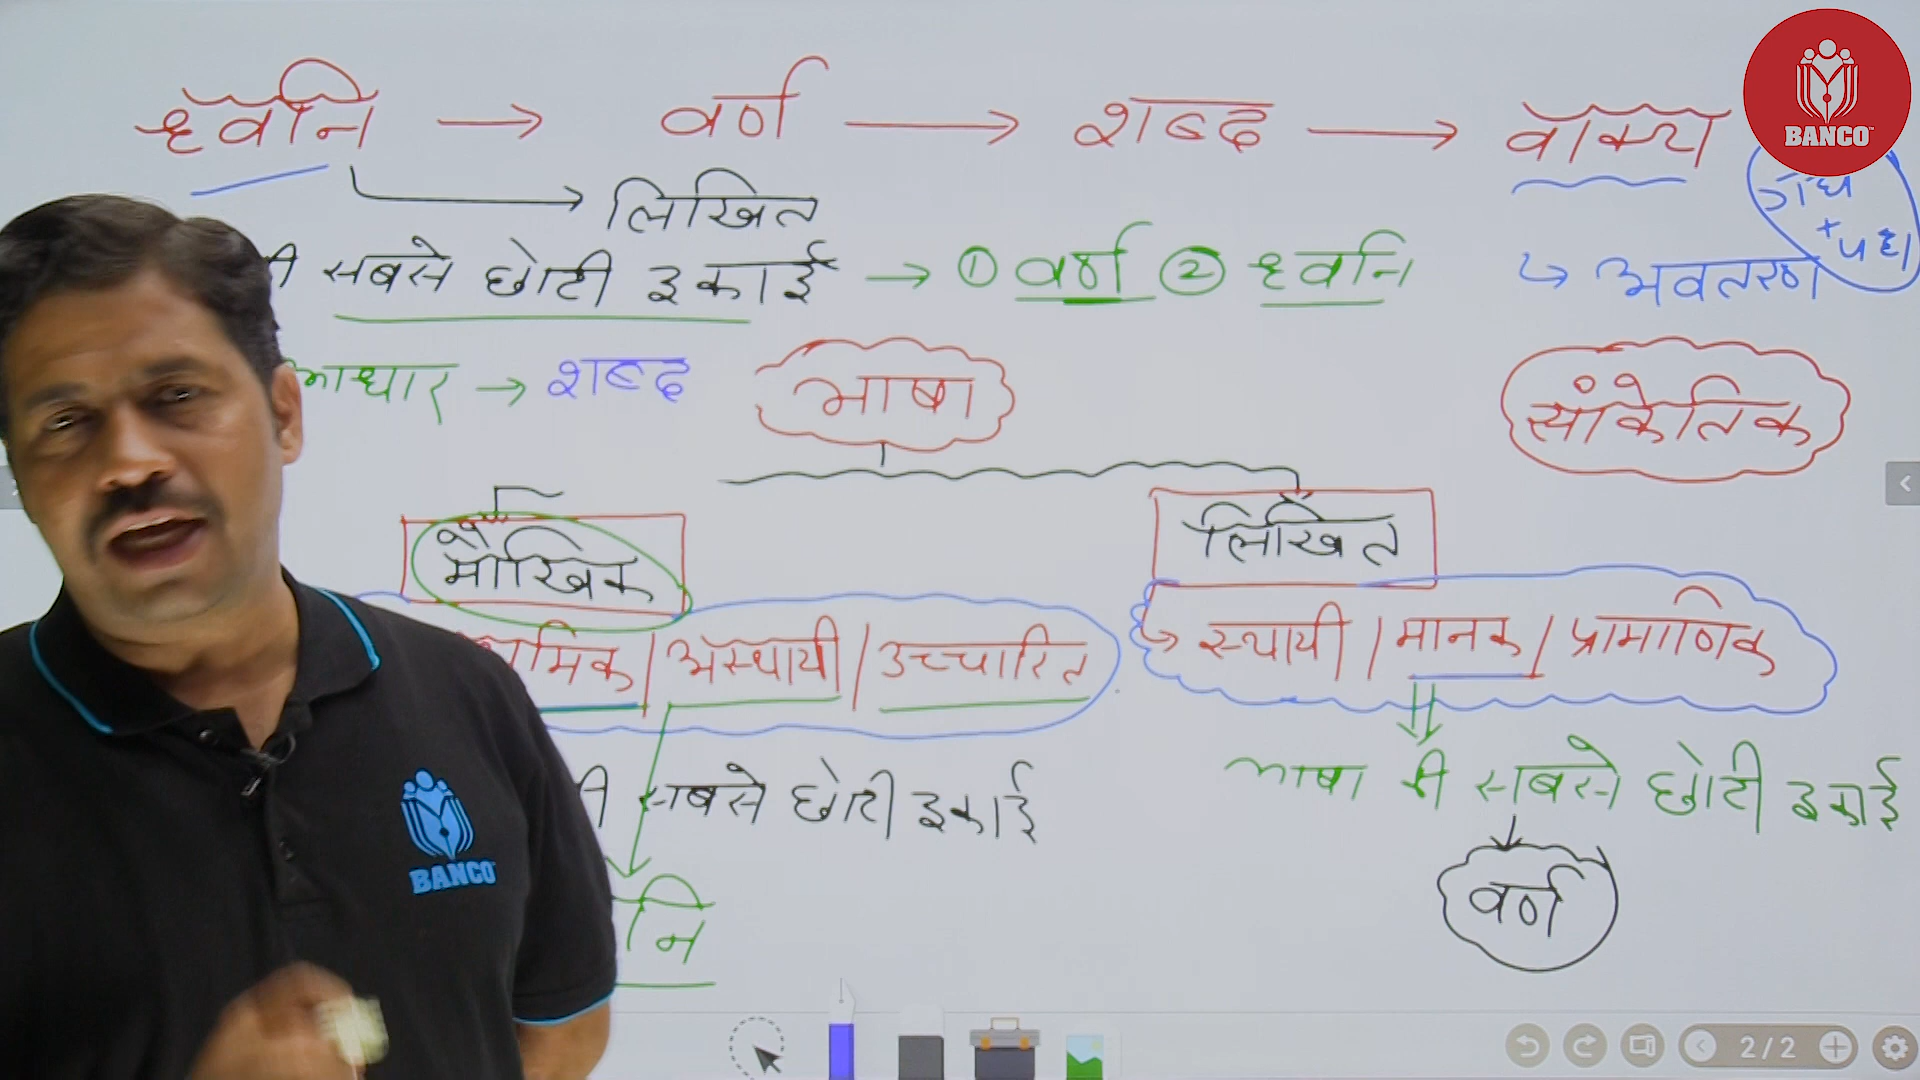 ध्वनि → वर्ण → शब्द → वाक्य
BANCO
→ लिखित
गद्य + पद्य
की सबसे छोटी इकाई → ① वर्ण ② ध्वनि
↳ अवतरण
आधार → शब्द
भाषा
सांकेतिक
मौखिक
लिखित
अस्थायी / उच्चारित
↳ स्थायी / मानक / प्रामाणिक
की सबसे छोटी इकाई
भाषा की सबसे छोटी इकाई
वर्ण
BANCO
2/2